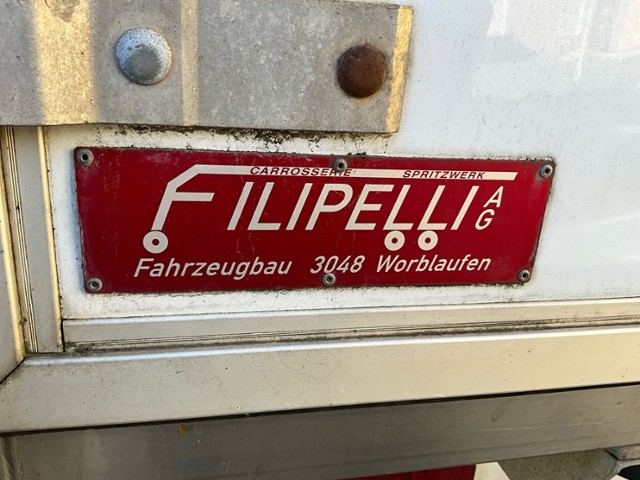 CARROSSERIE SPRITZWERK
FILIPELLI AG
Fahrzeugbau 3048 Worblaufen